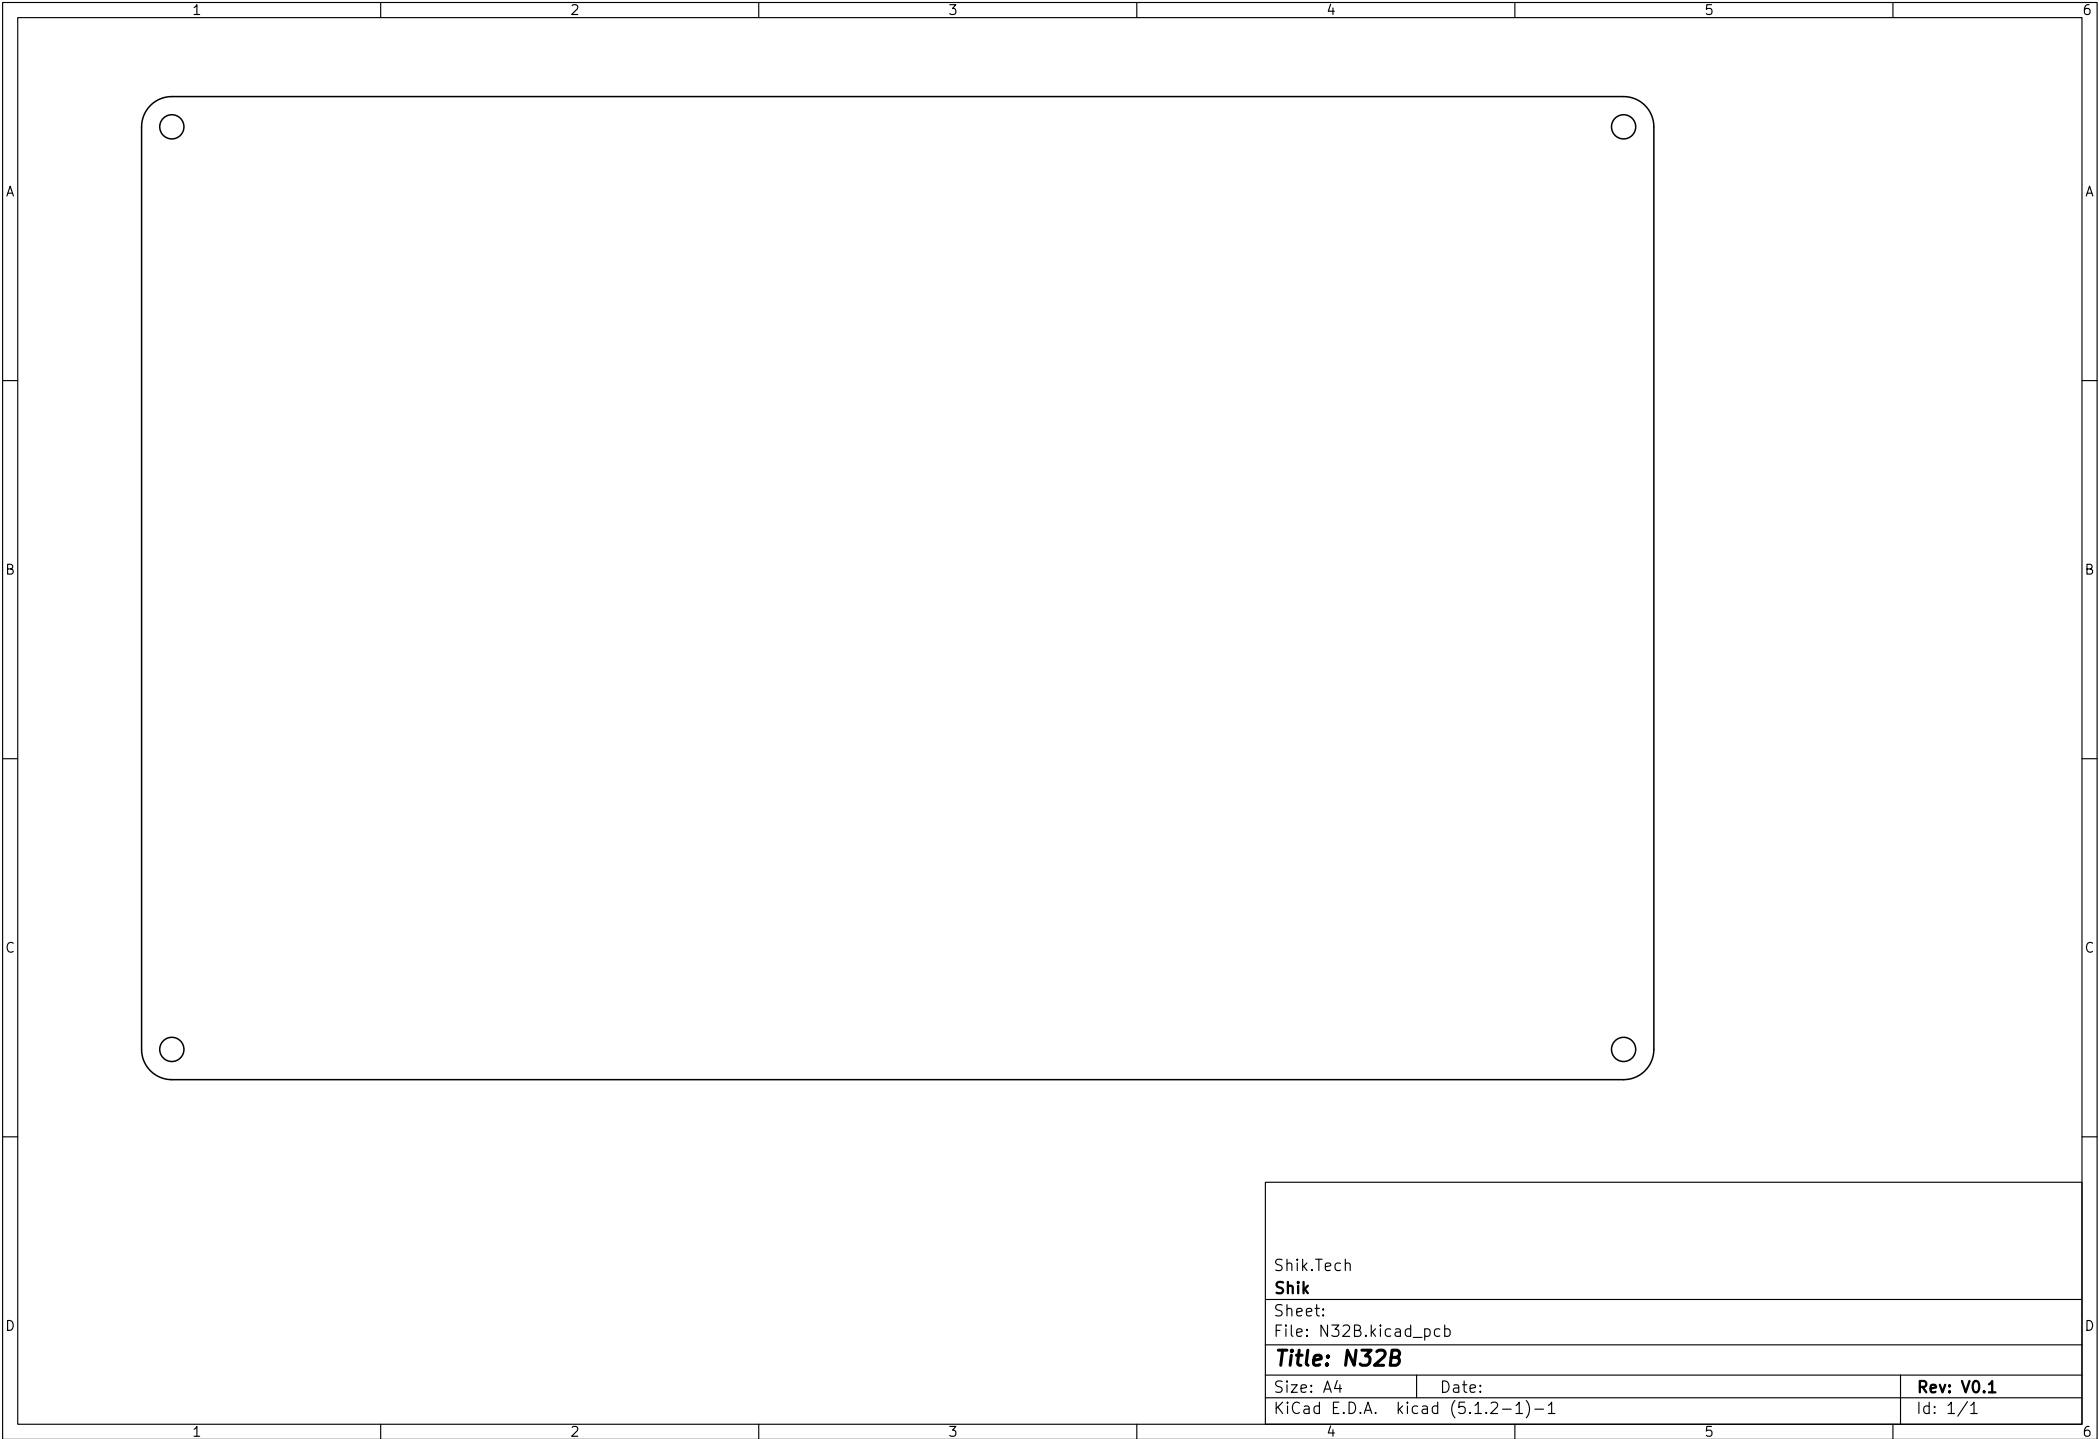 1 2 3 4 5 6
A A
B B
C C
Shik.Tech
Shik
Sheet:
File: N32B.kicad_pcb
D D
Title: N32B
Size: A4 Date: Rev: V0.1
KiCad E.D.A. kicad (5.1.2-1)-1 Id: 1/1
1 2 3 4 5 6